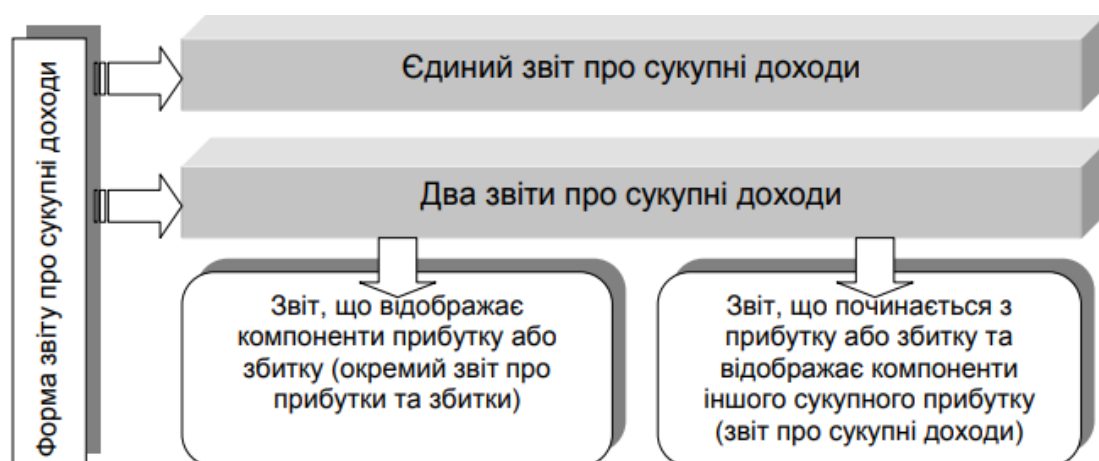 Форма звіту про сукупні доходи
Єдиний звіт про сукупні доходи
Два звіти про сукупні доходи
Звіт, що відображає
компоненти прибутку або
збитку (окремий звіт про
прибутки та збитки)
Звіт, що починається з
прибутку або збитку та
відображає компоненти
іншого сукупного прибутку
(звіт про сукупні доходи)